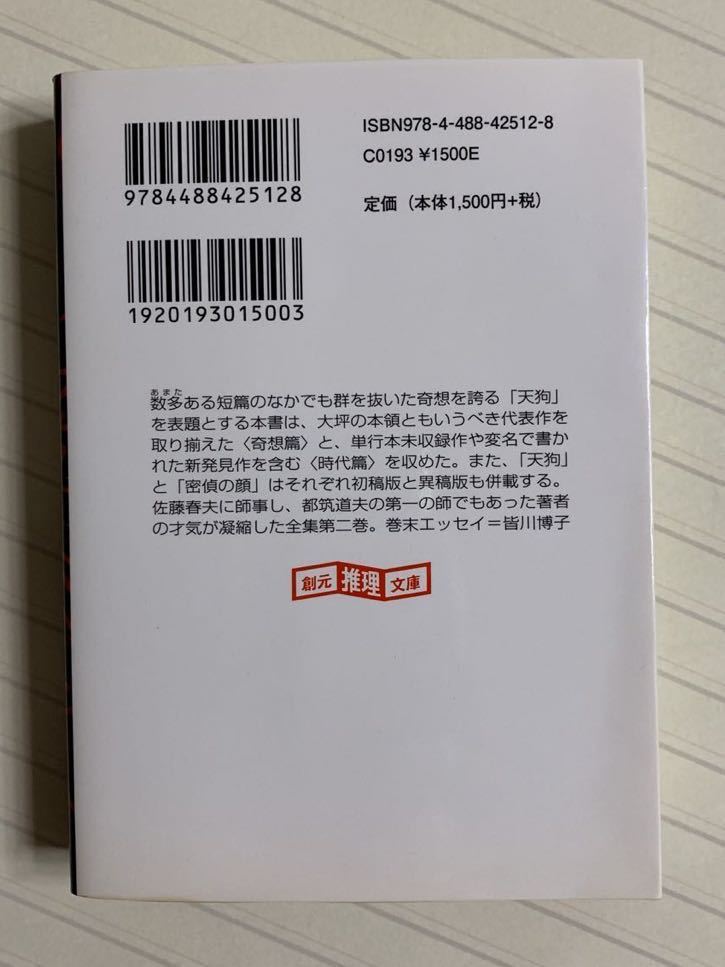 ISBN978-4-488-42512-8
C0193 ¥1500E
9784488425128
定価（本体1,500円+税）
1920193015003
あまた
数多ある短篇のなかでも群を抜いた奇想を誇る「天狗」
を表題とする本書は、大坪の本領ともいうべき代表作を
取り揃えた〈奇想篇〉と、単行本未収録作や変名で書か
れた新発見作を含む〈時代篇〉を収めた。また、「天狗」
と「密偵の顔」はそれぞれ初稿版と異稿版も併載する。
佐藤春夫に師事し、都筑道夫の第一の師でもあった著者
の才気が凝縮した全集第二巻。巻末エッセイ＝皆川博子
創元推理文庫